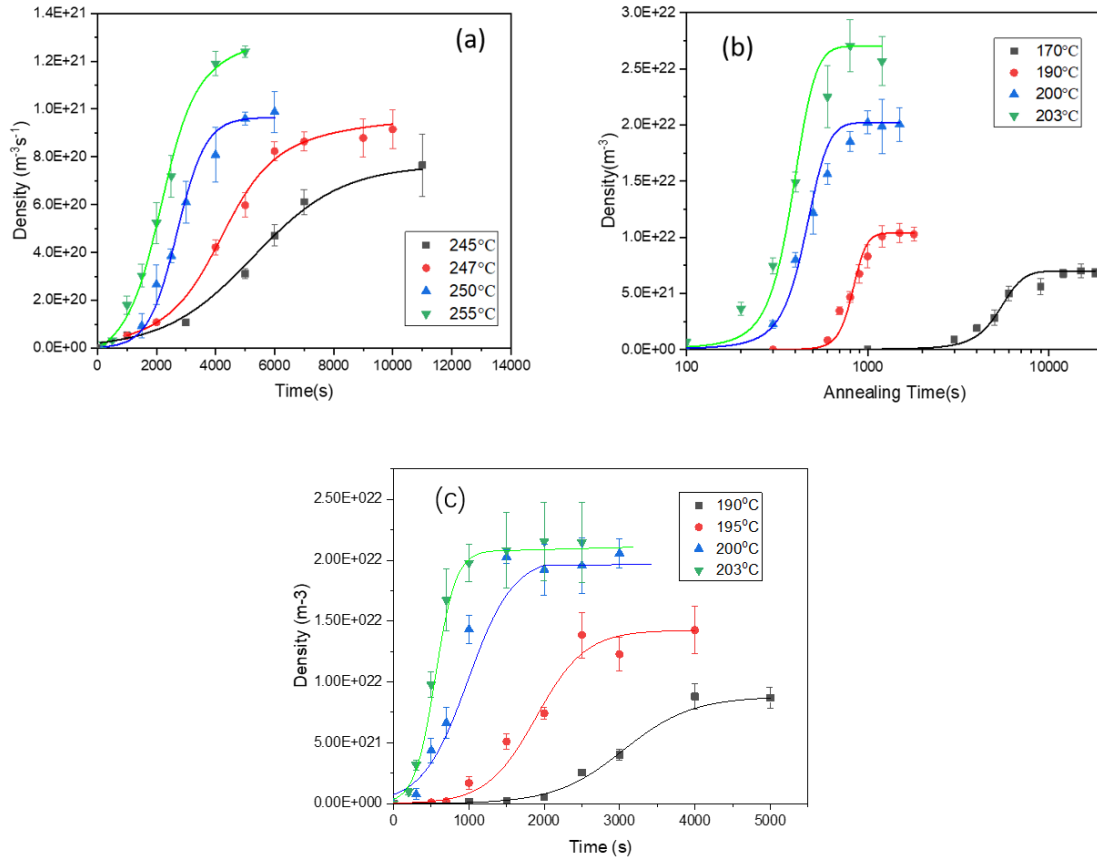 (a)
Density (m⁻³s⁻¹)
1.4E+21
1.2E+21
1.0E+21
8.0E+20
6.0E+20
4.0E+20
2.0E+20
0.0E+00
245°C
247°C
250°C
255°C
0 2000 4000 6000 8000 10000 12000 14000
Time(s)
(b)
Density(m⁻³)
3.0E+22
2.5E+22
2.0E+22
1.5E+22
1.0E+22
5.0E+21
0.0E+00
170°C
190°C
200°C
203°C
100 1000 10000
Annealing Time(s)
(c)
Density (m-3)
2.50E+022
2.00E+022
1.50E+022
1.00E+022
5.00E+021
0.00E+000
190⁰C
195⁰C
200⁰C
203⁰C
0 1000 2000 3000 4000 5000
Time (s)